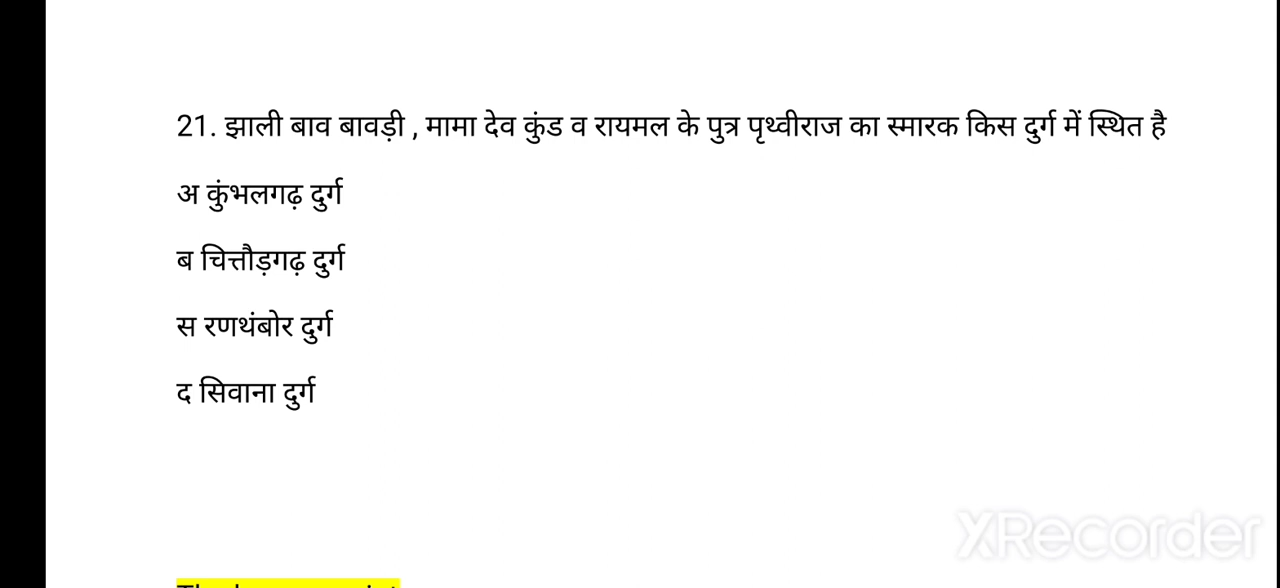 21. झाली बाव बावड़ी , मामा देव कुंड व रायमल के पुत्र पृथ्वीराज का स्मारक किस दुर्ग में स्थित है
अ कुंभलगढ़ दुर्ग
ब चित्तौड़गढ़ दुर्ग
स रणथंबोर दुर्ग
द सिवाना दुर्ग
XRecorder